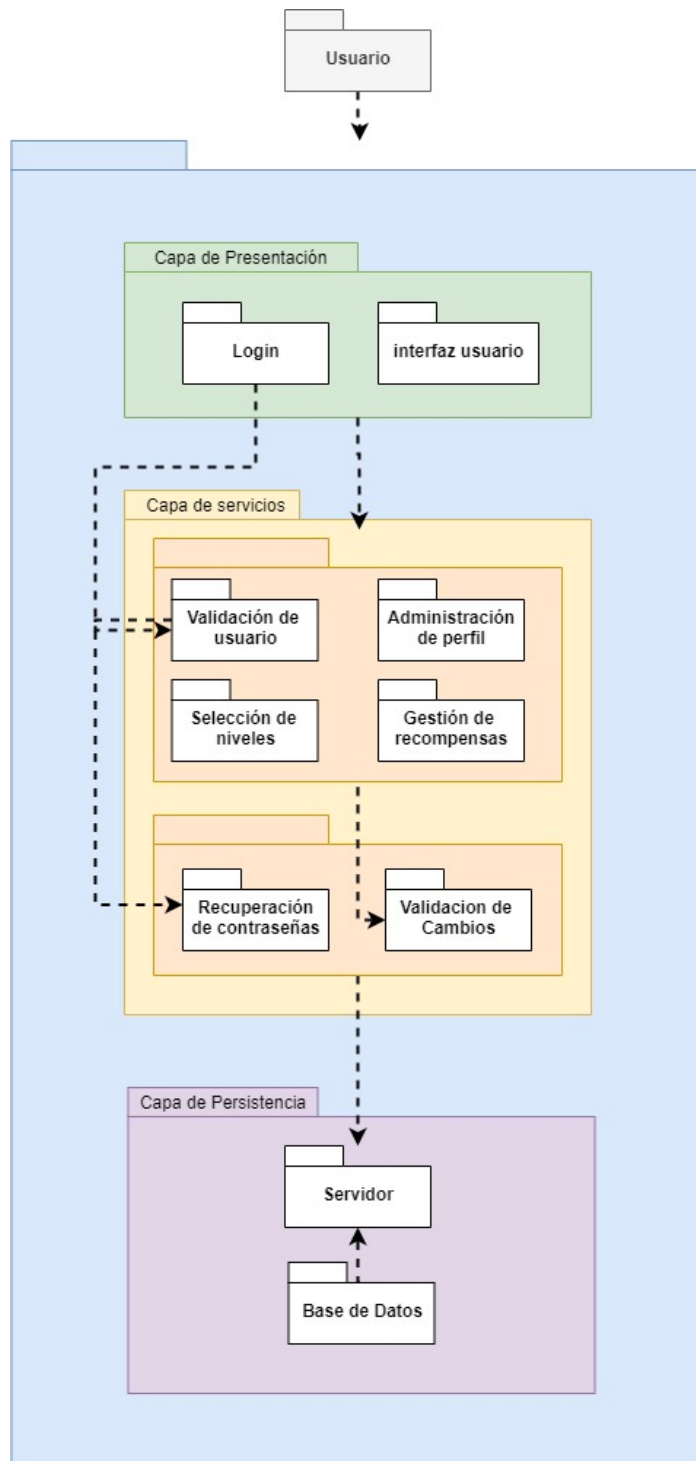 Usuario
Capa de Presentación
Login
interfaz usuario
Capa de servicios
Validación de
usuario
Administración
de perfil
Selección de
niveles
Gestión de
recompensas
Recuperación
de contraseñas
Validacion de
Cambios
Capa de Persistencia
Servidor
Base de Datos